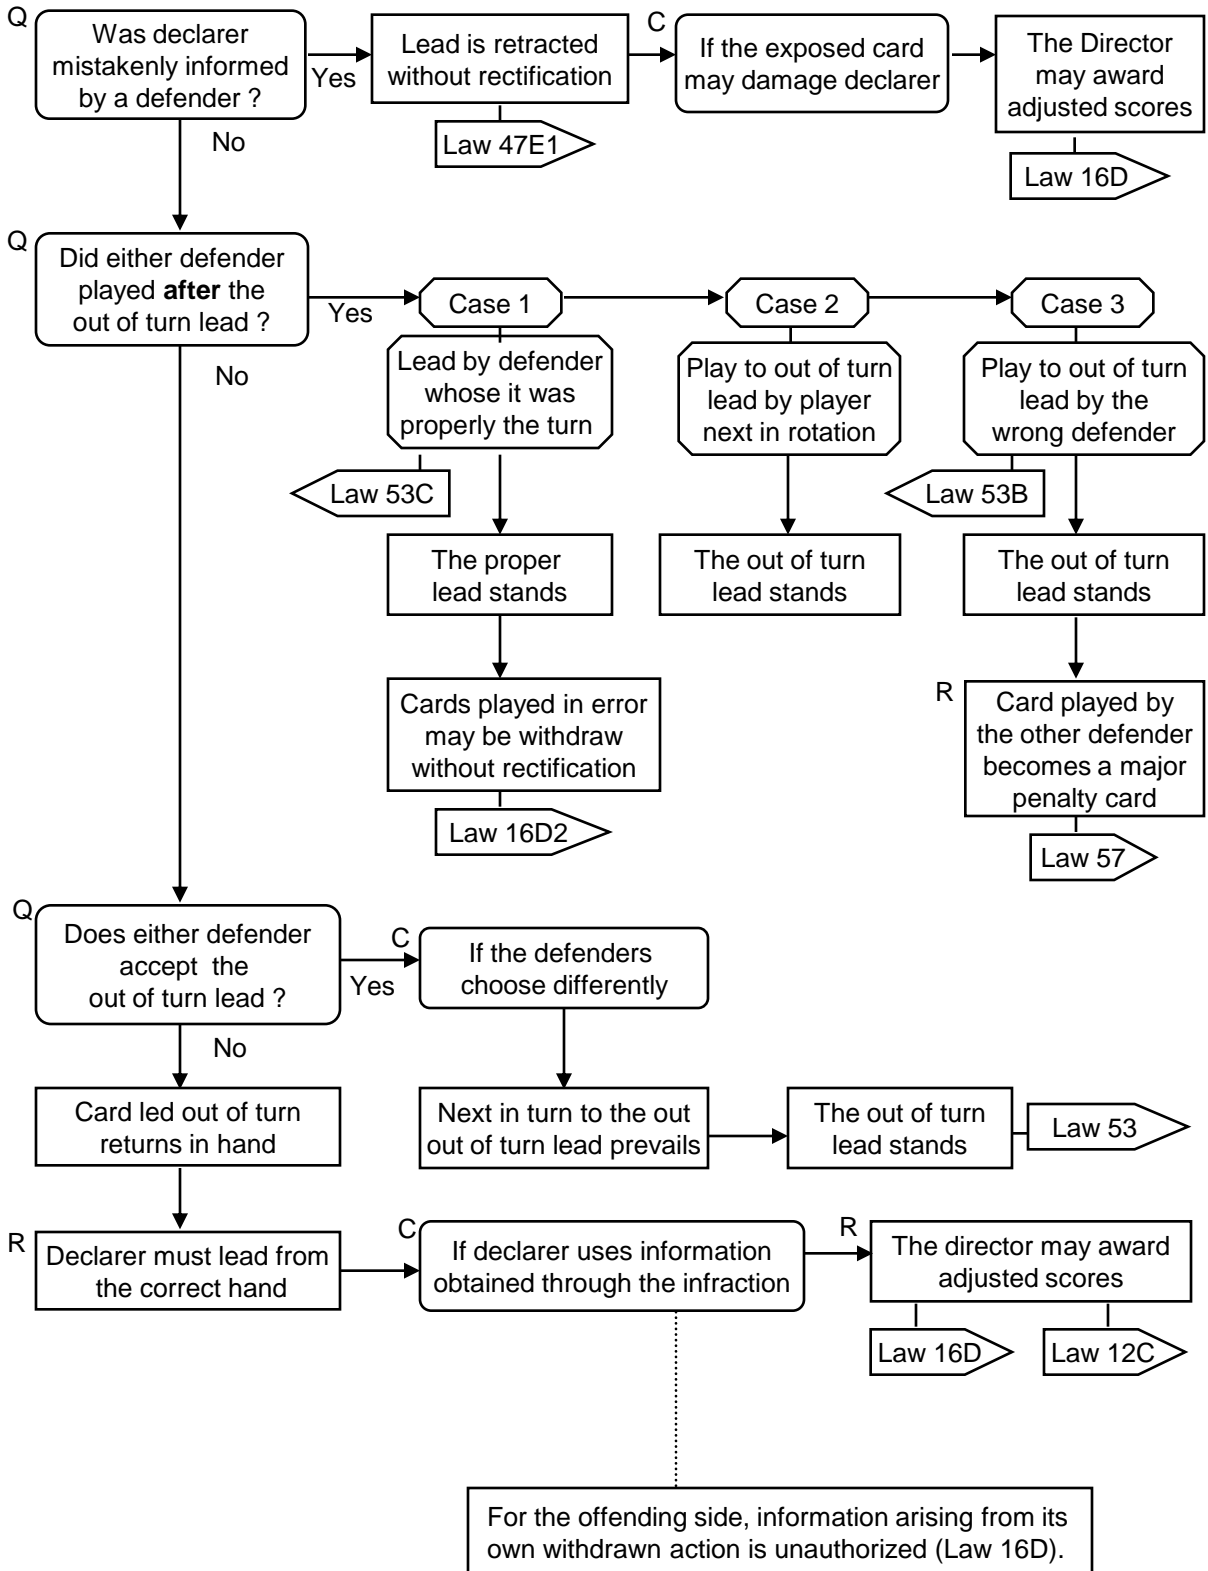 Q
Was declarer
mistakenly informed
by a defender ?
Yes
Lead is retracted
without rectification
C
If the exposed card
may damage declarer
The Director
may award
adjusted scores
No
Law 47E1
Law 16D
Q
Did either defender
played after the
out of turn lead ?
Yes
Case 1
Case 2
Case 3
No
Lead by defender
whose it was
properly the turn
Play to out of turn
lead by player
next in rotation
Play to out of turn
lead by the
wrong defender
Law 53C
Law 53B
The proper
lead stands
The out of turn
lead stands
The out of turn
lead stands
Cards played in error
may be withdraw
without rectification
R
Card played by
the other defender
becomes a major
penalty card
Law 16D2
Law 57
Q
Does either defender
accept the
out of turn lead ?
Yes
C
If the defenders
choose differently
No
Card led out of turn
returns in hand
Next in turn to the out
out of turn lead prevails
The out of turn
lead stands
Law 53
R
Declarer must lead from
the correct hand
C
If declarer uses information
obtained through the infraction
R
The director may award
adjusted scores
Law 16D
Law 12C
For the offending side, information arising from its
own withdrawn action is unauthorized (Law 16D).